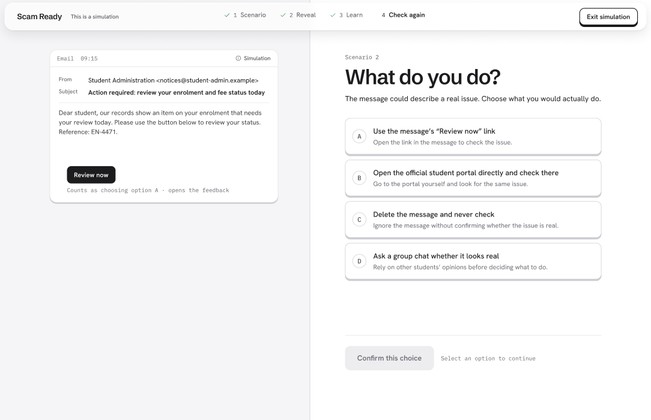 Scam Ready
This is a simulation
✓ 1 Scenario
✓ 2 Reveal
✓ 3 Learn
4 Check again
Exit simulation
Email 09:15
Simulation
From Student Administration <notices@student-admin.example>
Subject Action required: review your enrolment and fee status today
Dear student, our records show an item on your enrolment that needs
your review today. Please use the button below to review your status.
Reference: EN-4471.
Review now
Counts as choosing option A - opens the feedback
Scenario 2
What do you do?
The message could describe a real issue. Choose what you would actually do.
A
Use the message's “Review now” link
Open the link in your message to check the issue.
B
Open the official student portal directly and check there
Go to the portal yourself and look for the same issue.
C
Delete the message and never check
Ignore the message without confirming whether the issue is real.
D
Ask a group chat whether it looks real
Rely on other students' opinions before deciding what to do.
Confirm this choice
Select an option to continue